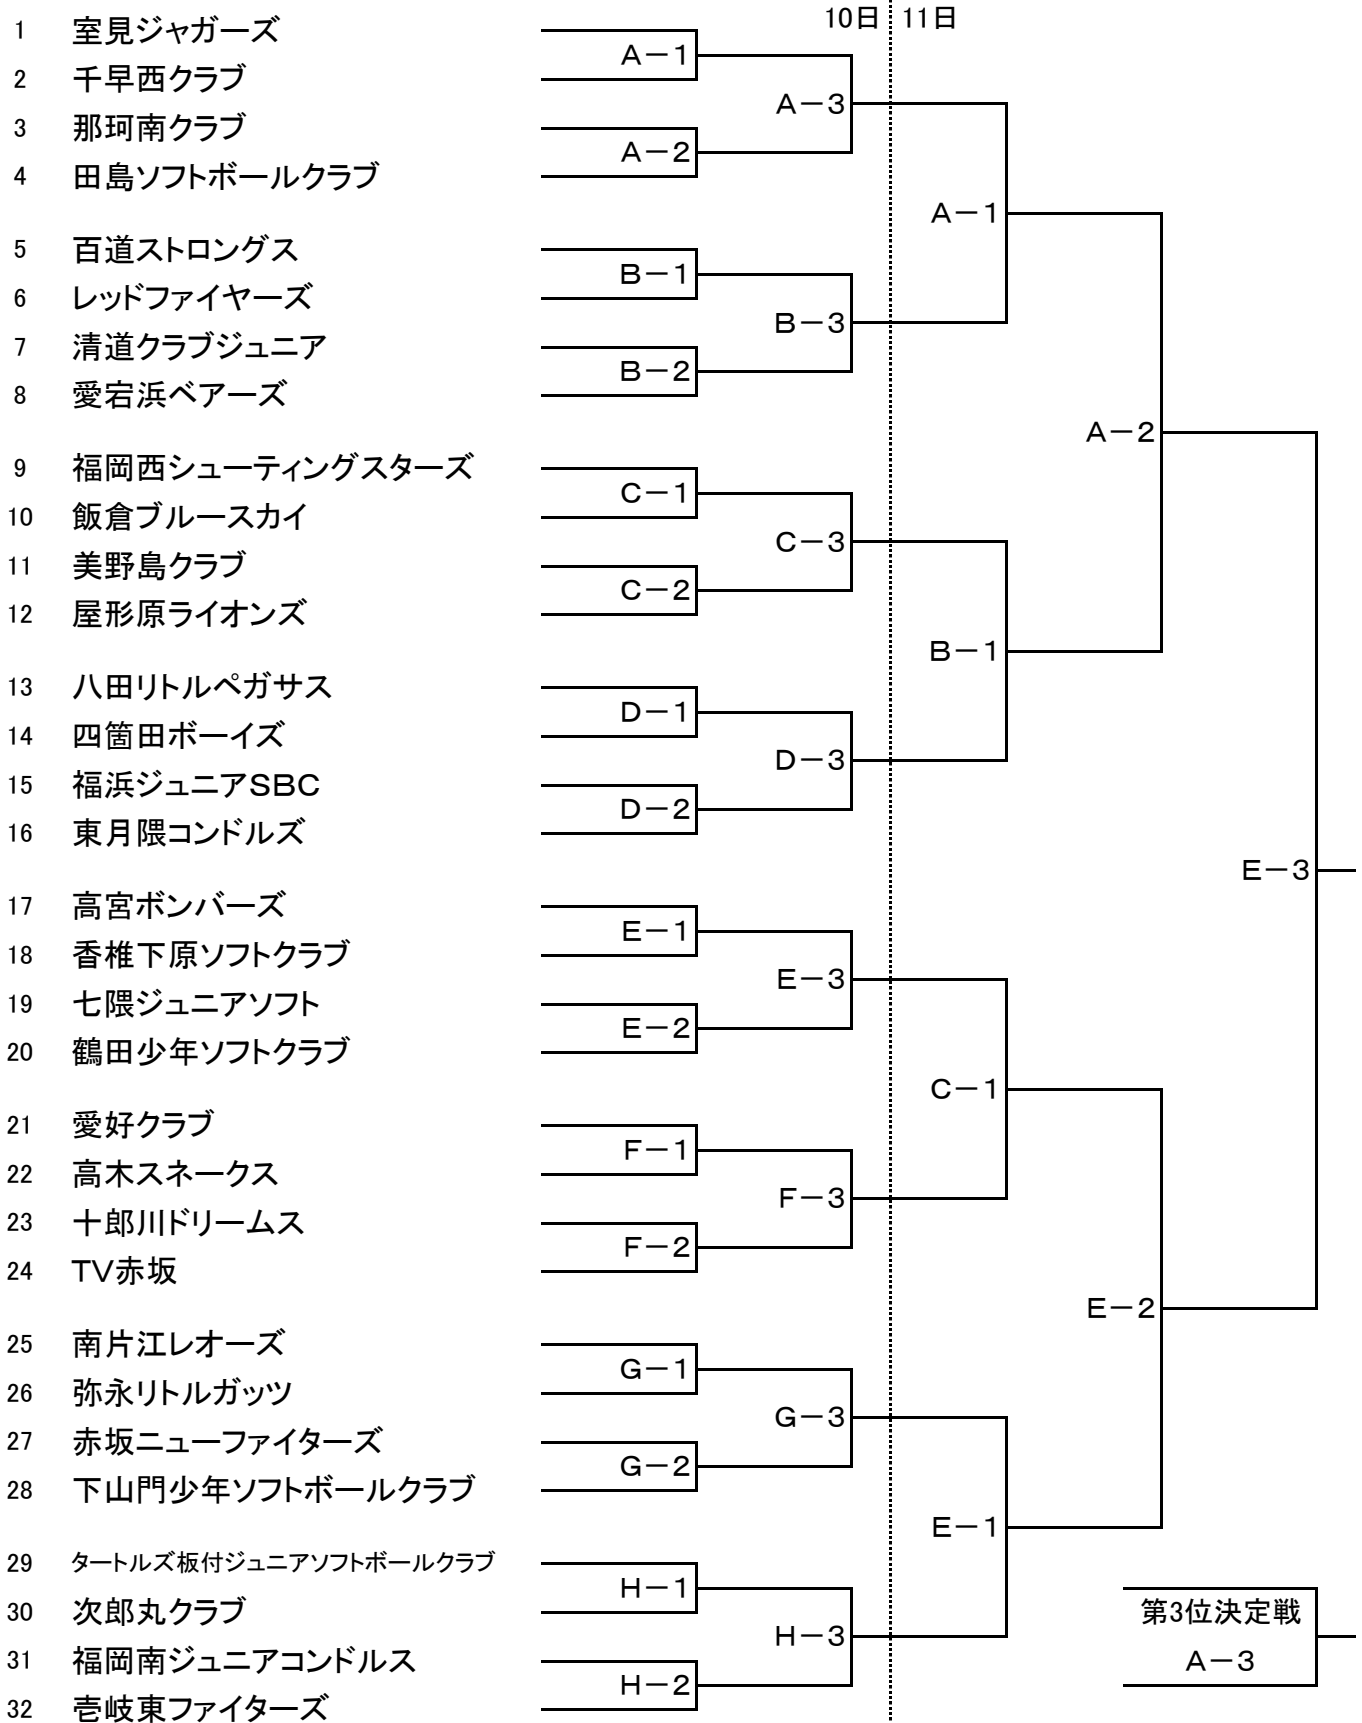 10日 11日
1 室見ジャガーズ
A－1
2 千早西クラブ
A－3
3 那珂南クラブ
A－2
4 田島ソフトボールクラブ
A－1
5 百道ストロングス
B－1
6 レッドファイヤーズ
B－3
7 清道クラブジュニア
B－2
8 愛宕浜ベアーズ
A－2
9 福岡西シューティングスターズ
C－1
10 飯倉ブルースカイ
C－3
11 美野島クラブ
C－2
12 屋形原ライオンズ
B－1
13 八田リトルペガサス
D－1
14 四箇田ボーイズ
D－3
15 福浜ジュニアSBC
D－2
16 東月隈コンドルズ
E－3
17 高宮ボンバーズ
E－1
18 香椎下原ソフトクラブ
E－3
19 七隈ジュニアソフト
E－2
20 鶴田少年ソフトクラブ
C－1
21 愛好クラブ
F－1
22 高木スネークス
F－3
23 十郎川ドリームス
F－2
24 TV赤坂
E－2
25 南片江レオーズ
G－1
26 弥永リトルガッツ
G－3
27 赤坂ニューファイターズ
G－2
28 下山門少年ソフトボールクラブ
E－1
29 タートルズ板付ジュニアソフトボールクラブ
H－1
30 次郎丸クラブ
第3位決定戦
H－3
31 福岡南ジュニアコンドルス
A－3
H－2
32 壱岐東ファイターズ